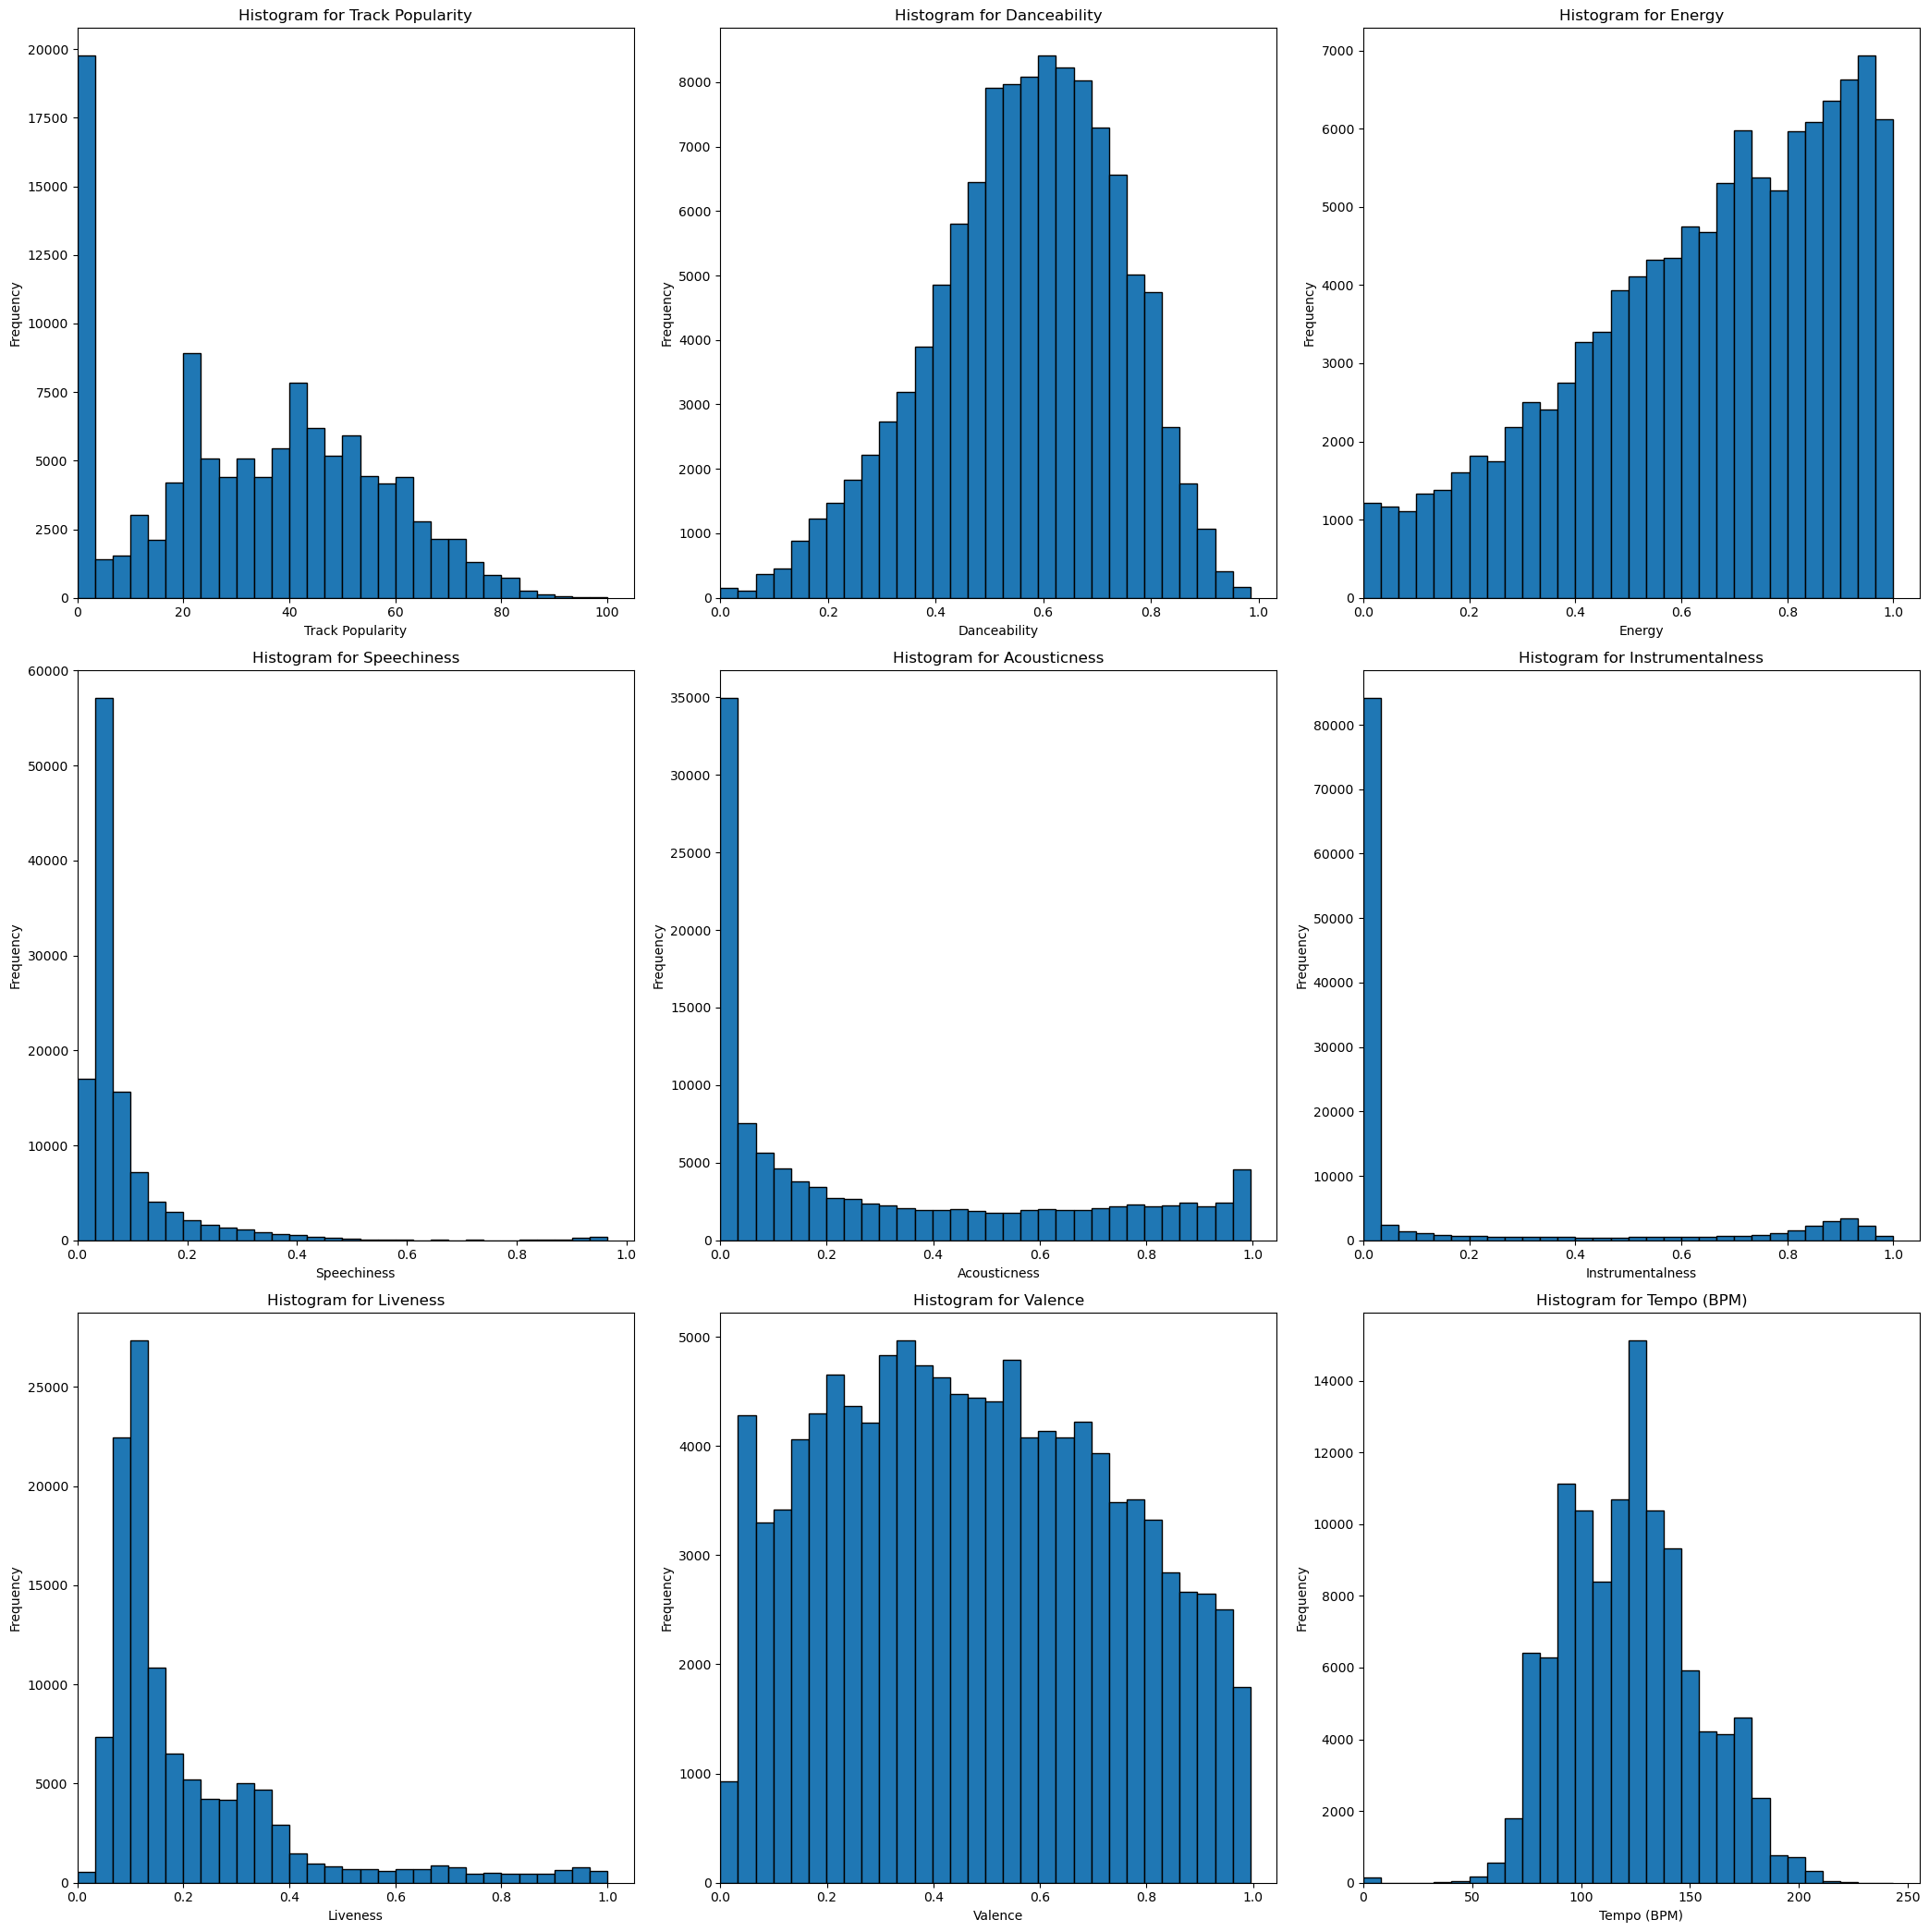 Histogram for Track Popularity
20000
17500
15000
12500
10000
7500
5000
2500
0
Frequency
0 20 40 60 80 100
Track Popularity
Histogram for Danceability
8000
7000
6000
5000
4000
3000
2000
1000
0
Frequency
0.0 0.2 0.4 0.6 0.8 1.0
Danceability
Histogram for Energy
7000
6000
5000
4000
3000
2000
1000
0
Frequency
0.0 0.2 0.4 0.6 0.8 1.0
Energy
Histogram for Speechiness
60000
50000
40000
30000
20000
10000
0
Frequency
0.0 0.2 0.4 0.6 0.8 1.0
Speechiness
Histogram for Acousticness
35000
30000
25000
20000
15000
10000
5000
0
Frequency
0.0 0.2 0.4 0.6 0.8 1.0
Acousticness
Histogram for Instrumentalness
80000
70000
60000
50000
40000
30000
20000
10000
0
Frequency
0.0 0.2 0.4 0.6 0.8 1.0
Instrumentalness
Histogram for Liveness
25000
20000
15000
10000
5000
0
Frequency
0.0 0.2 0.4 0.6 0.8 1.0
Liveness
Histogram for Valence
5000
4000
3000
2000
1000
0
Frequency
0.0 0.2 0.4 0.6 0.8 1.0
Valence
Histogram for Tempo (BPM)
14000
12000
10000
8000
6000
4000
2000
0
Frequency
0 50 100 150 200 250
Tempo (BPM)